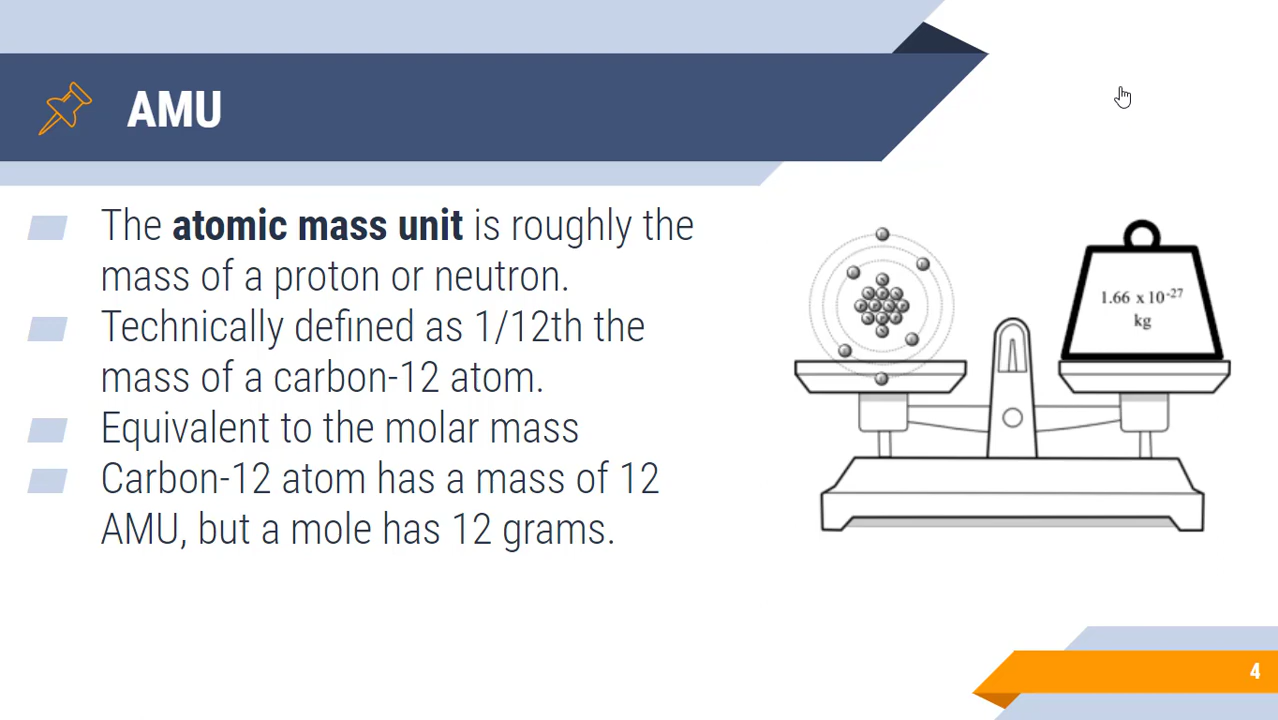 AMU
The atomic mass unit is roughly the
mass of a proton or neutron.
Technically defined as 1/12th the
mass of a carbon-12 atom.
Equivalent to the molar mass
Carbon-12 atom has a mass of 12
AMU, but a mole has 12 grams.
1.66 x 10⁻²⁷
kg
4